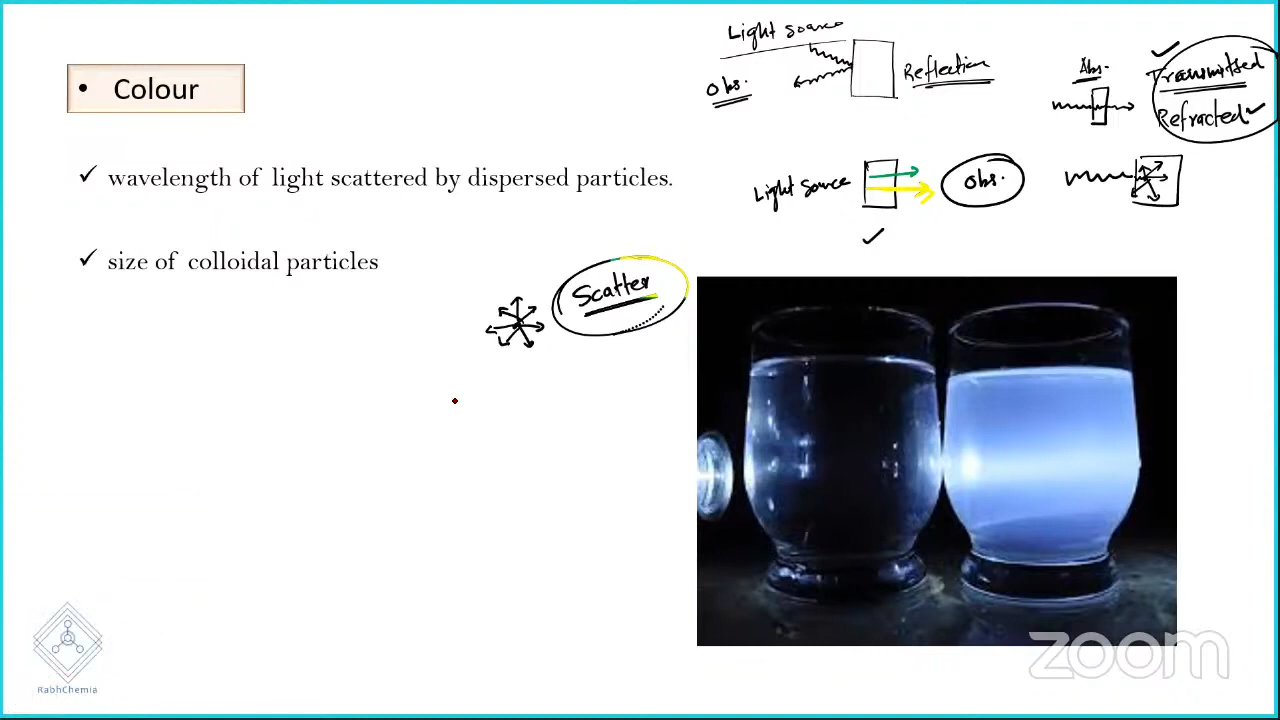 • Colour
✓ wavelength of light scattered by dispersed particles.
✓ size of colloidal particles
Scatter
Light source
Obs.
Reflection
Abs.
Transmitted
Refracted
Light source
Obs.
RabhChemia
zoom